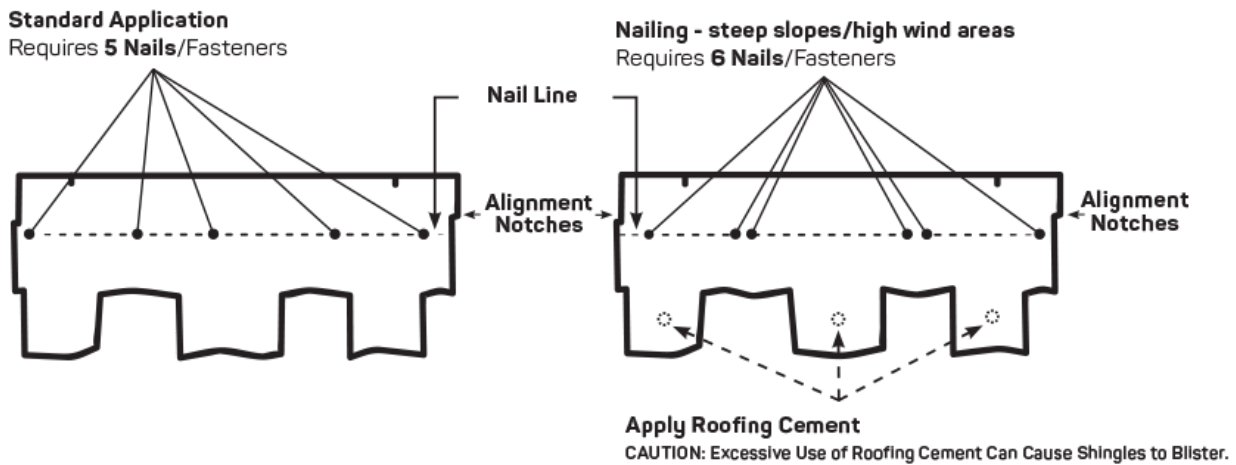 Standard Application
Requires 5 Nails/Fasteners
Nailing - steep slopes/high wind areas
Requires 6 Nails/Fasteners
Nail Line
Alignment
Notches
Alignment
Notches
Apply Roofing Cement
CAUTION: Excessive Use of Roofing Cement Can Cause Shingles to Blister.